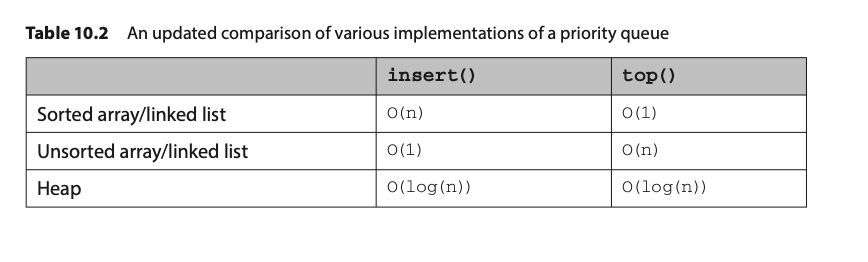 Table 10.2 An updated comparison of various implementations of a priority queue
insert() top()
Sorted array/linked list O(n) O(1)
Unsorted array/linked list O(1) O(n)
Heap O(log(n)) O(log(n))